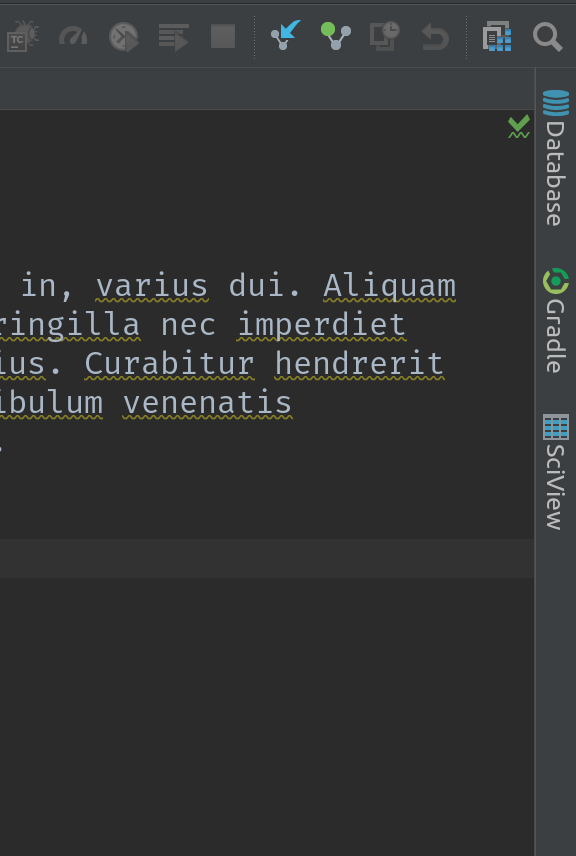 TC
Database
in, varius dui. Aliquam
ringilla nec imperdiet
ius. Curabitur hendrerit
ibulum venenatis
.
Gradle
SciView